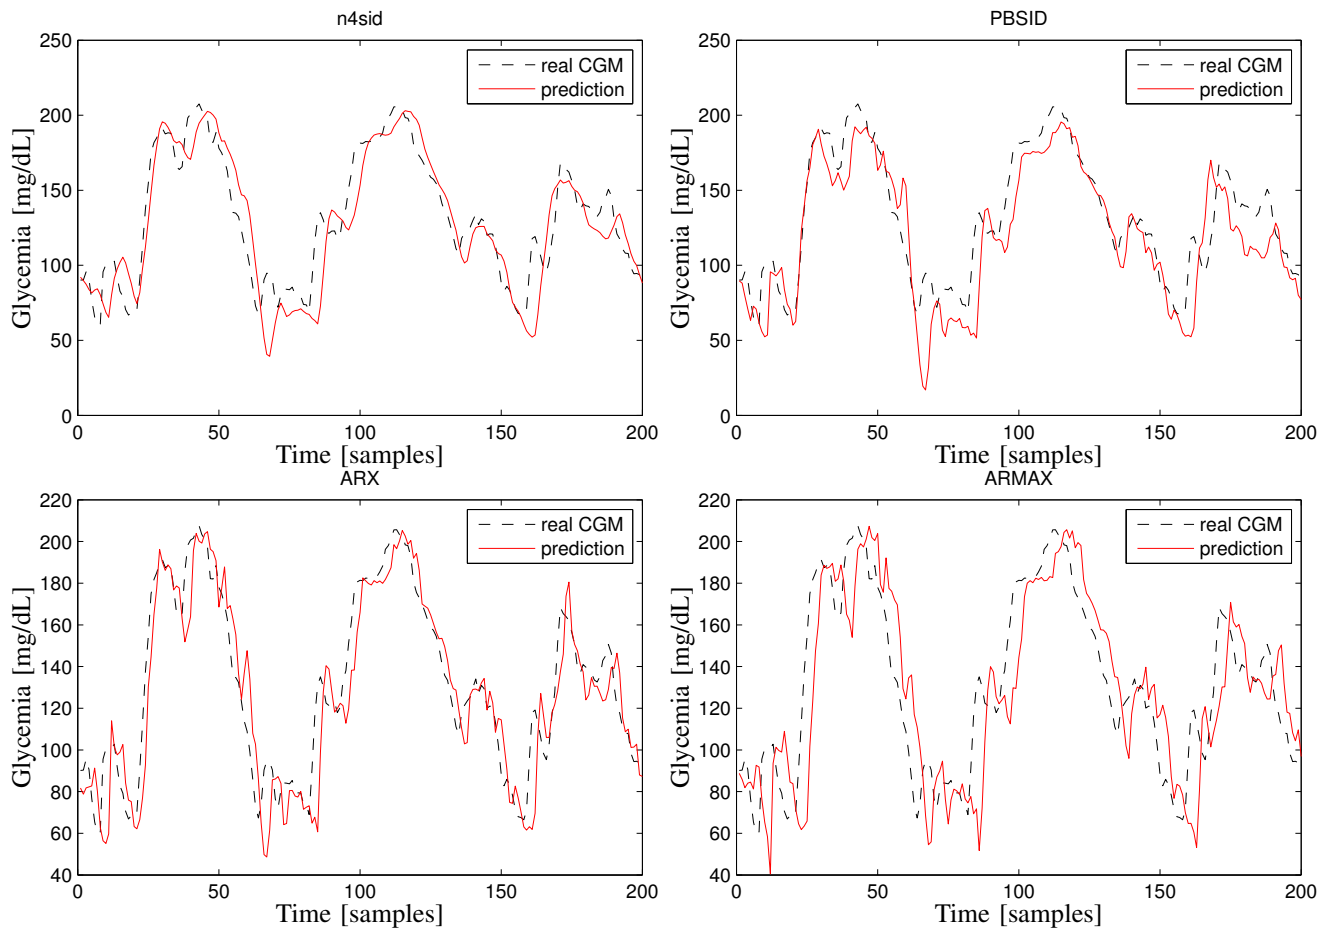 n4sid
250
200
150
100
50
0
Glycemia [mg/dL]
real CGM
prediction
0 50 100 150 200
Time [samples]
PBSID
250
200
150
100
50
0
Glycemia [mg/dL]
real CGM
prediction
0 50 100 150 200
Time [samples]
ARX
220
200
180
160
140
120
100
80
60
40
Glycemia [mg/dL]
real CGM
prediction
0 50 100 150 200
Time [samples]
ARMAX
220
200
180
160
140
120
100
80
60
40
Glycemia [mg/dL]
real CGM
prediction
0 50 100 150 200
Time [samples]